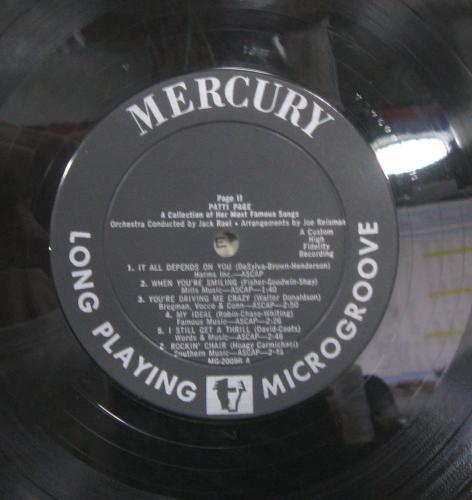 MERCURY
Page II
PATTI PAGE
A Collection of Her Most Famous Songs
Orchestra Conducted by Jack Rael • Arrangements by Joe Reisman
A Custom
High
Fidelity
Recording
1. IT ALL DEPENDS ON YOU (DeSylva-Brown-Henderson)
Harms Inc.—ASCAP
2. WHEN YOU'RE SMILING (Fisher-Goodwin-Shay)
Mills Music—ASCAP—1:40
3. YOU'RE DRIVING ME CRAZY (Walter Donaldson)
Bregman, Vocco & Conn—ASCAP—2:50
4. MY IDEAL (Robin-Chase-Whiting)
Famous Music—ASCAP—2:26
5. I STILL GET A THRILL (David-Coots)
Words & Music—ASCAP—2:46
2. ROCKIN' CHAIR (Hoagy Carmichael)
Southern Music—ASCAP—2:43
MG-20096 A
LONG PLAYING
MICROGROOVE